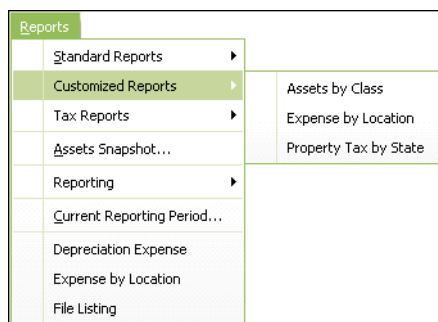 Reports
Standard Reports
Customized Reports
Assets by Class
Tax Reports
Expense by Location
Assets Snapshot...
Property Tax by State
Reporting
Current Reporting Period...
Depreciation Expense
Expense by Location
File Listing